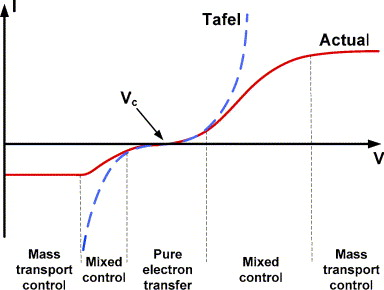 I
Tafel
Actual
Vc
V
Mass
transport
control
Mixed
control
Pure
electron
transfer
Mixed
control
Mass
transport
control